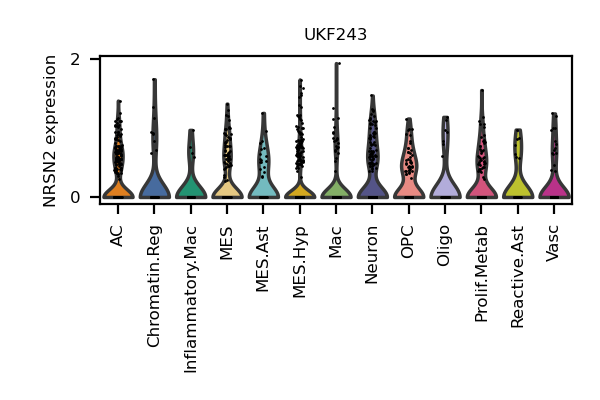 UKF243
NRSN2 expression
2
0
AC
Chromatin.Reg
Inflammatory.Mac
MES
MES.Ast
MES.Hyp
Mac
Neuron
OPC
Oligo
Prolif.Metab
Reactive.Ast
Vasc